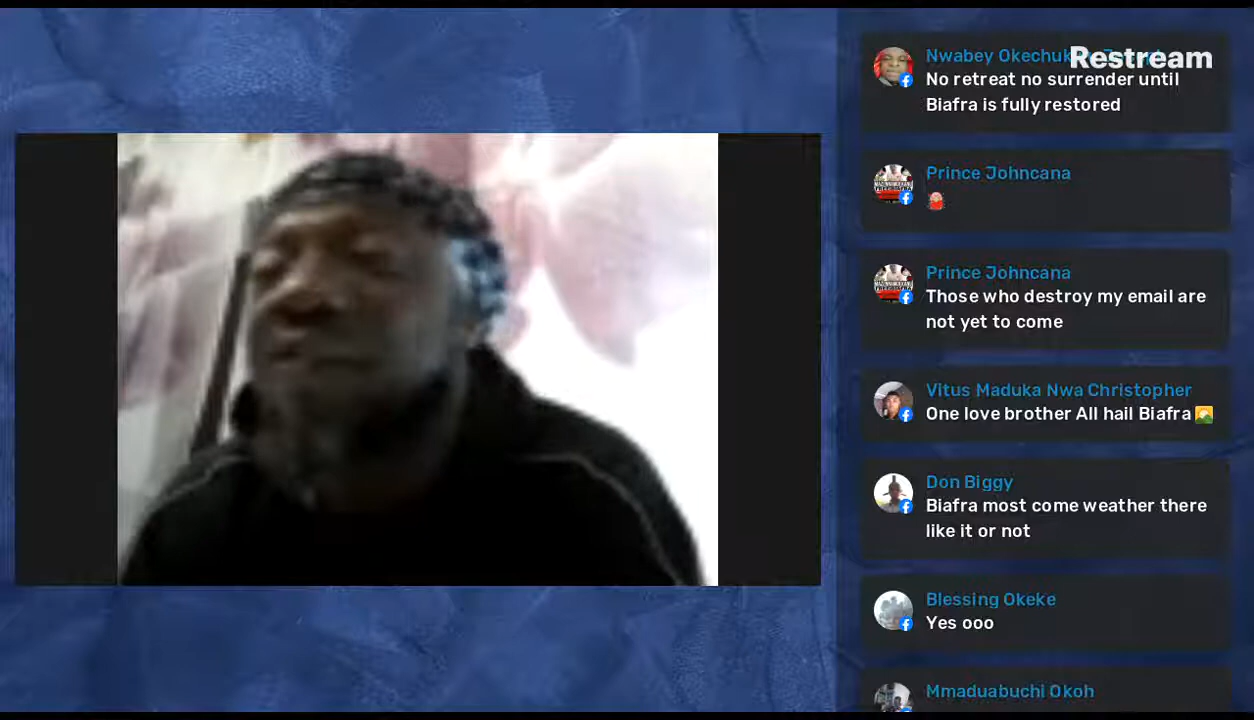 Nwabey Okechuk
Restream
No retreat no surrender until
Biafra is fully restored
Prince Johncana
Prince Johncana
Those who destroy my email are
not yet to come
Vitus Maduka Nwa Christopher
One love brother All hail Biafra
Don Biggy
Biafra most come weather there
like it or not
Blessing Okeke
Yes ooo
Mmaduabuchi Okoh